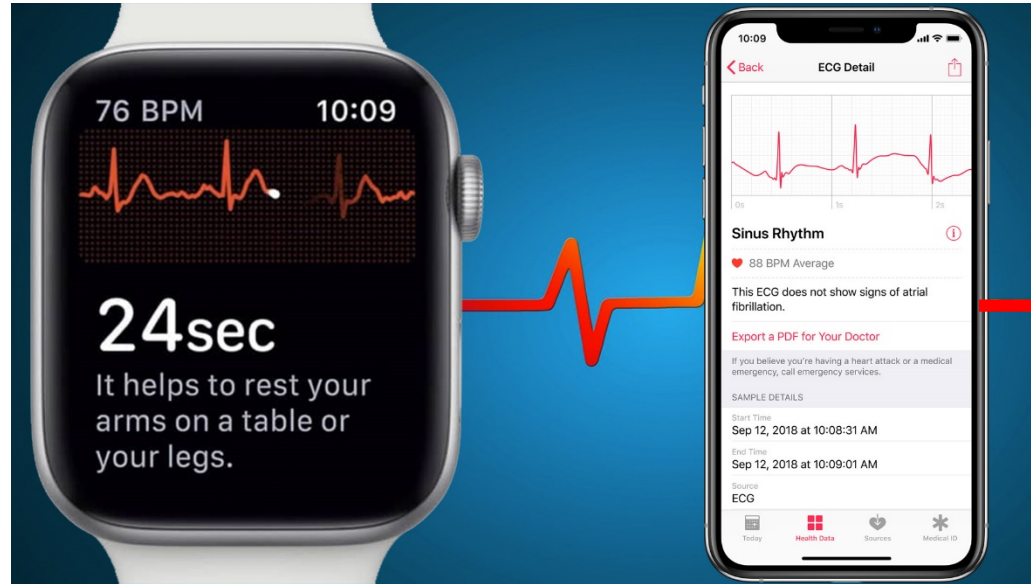 76 BPM 10:09
24sec
It helps to rest your
arms on a table or
your legs.
10:09
Back ECG Detail
0s 1s 2s
Sinus Rhythm
88 BPM Average
This ECG does not show signs of atrial
fibrillation.
Export a PDF for Your Doctor
If you believe you're having a heart attack or a medical
emergency, call emergency services.
SAMPLE DETAILS
Start Time
Sep 12, 2018 at 10:08:31 AM
End Time
Sep 12, 2018 at 10:09:01 AM
Source
ECG
Today Health Data Sources Medical ID